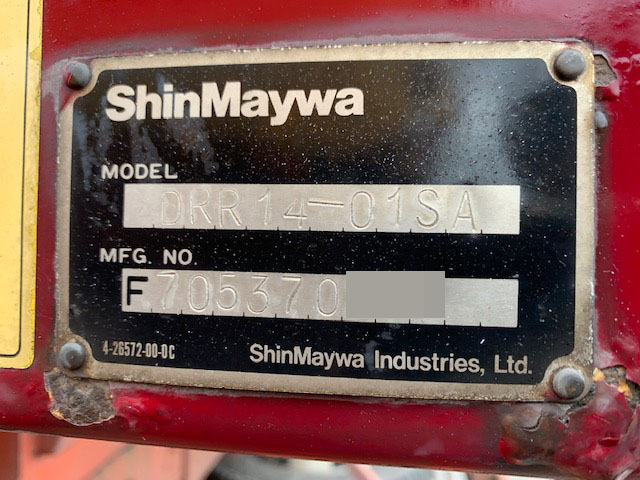 ShinMaywa
MODEL
DRR14-01SA
MFG. NO.
F705370
4-26572-00-0C
ShinMaywa Industries, Ltd.